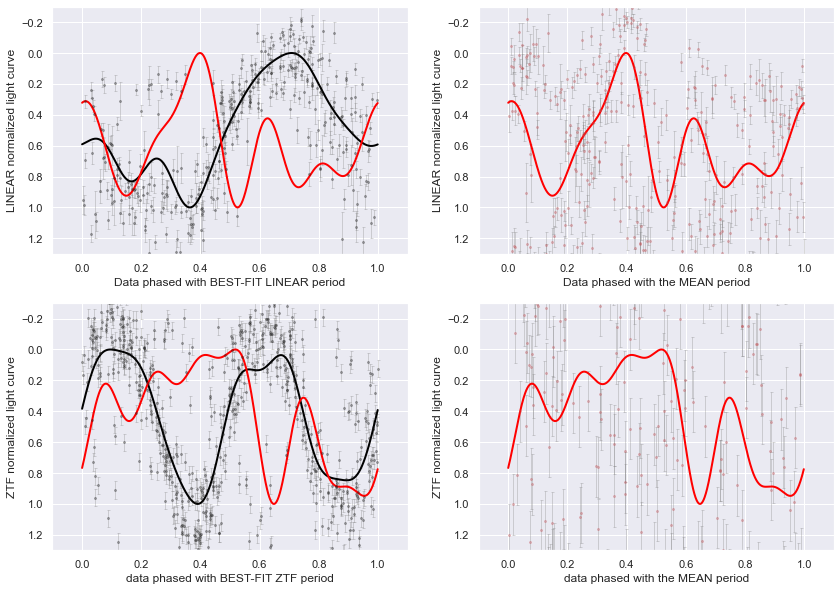 LINEAR normalized light curve
−0.2
0.0
0.2
0.4
0.6
0.8
1.0
1.2
0.0 0.2 0.4 0.6 0.8 1.0
Data phased with BEST-FIT LINEAR period
LINEAR normalized light curve
−0.2
0.0
0.2
0.4
0.6
0.8
1.0
1.2
0.0 0.2 0.4 0.6 0.8 1.0
Data phased with the MEAN period
ZTF normalized light curve
−0.2
0.0
0.2
0.4
0.6
0.8
1.0
1.2
0.0 0.2 0.4 0.6 0.8 1.0
data phased with BEST-FIT ZTF period
ZTF normalized light curve
−0.2
0.0
0.2
0.4
0.6
0.8
1.0
1.2
0.0 0.2 0.4 0.6 0.8 1.0
data phased with the MEAN period